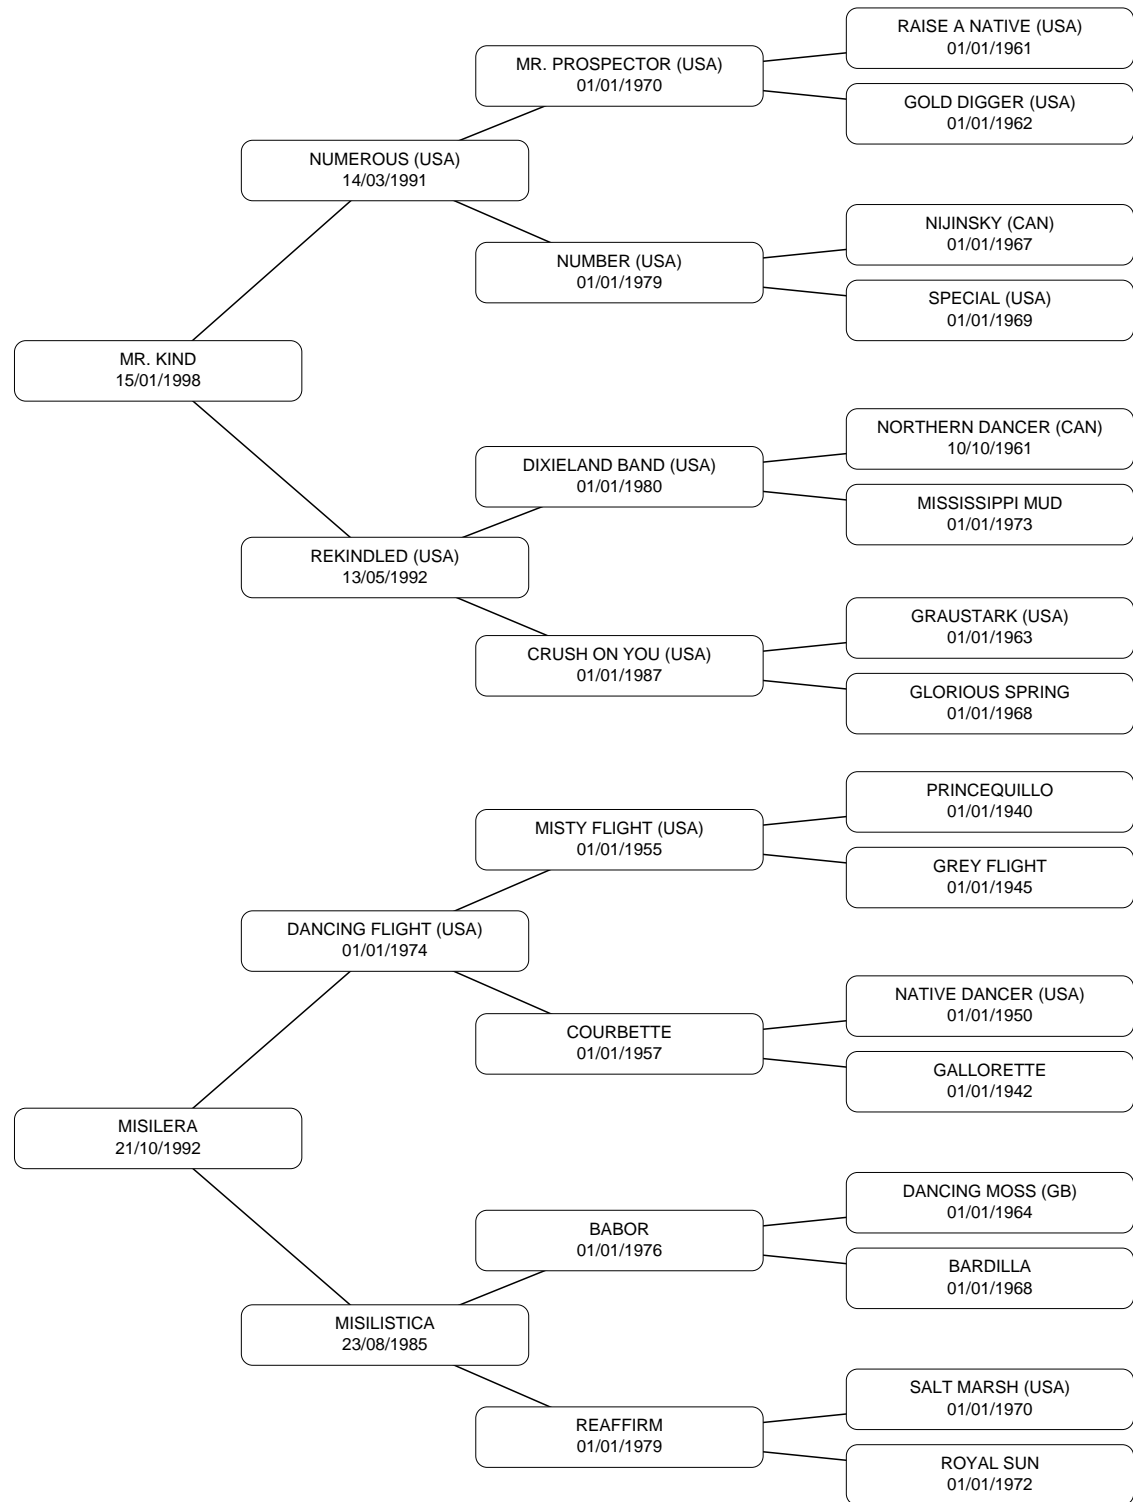 RAISE A NATIVE (USA)
01/01/1961
MR. PROSPECTOR (USA)
01/01/1970
GOLD DIGGER (USA)
01/01/1962
NUMEROUS (USA)
14/03/1991
NIJINSKY (CAN)
01/01/1967
NUMBER (USA)
01/01/1979
SPECIAL (USA)
01/01/1969
MR. KIND
15/01/1998
NORTHERN DANCER (CAN)
10/10/1961
DIXIELAND BAND (USA)
01/01/1980
MISSISSIPPI MUD
01/01/1973
REKINDLED (USA)
13/05/1992
GRAUSTARK (USA)
01/01/1963
CRUSH ON YOU (USA)
01/01/1987
GLORIOUS SPRING
01/01/1968
PRINCEQUILLO
01/01/1940
MISTY FLIGHT (USA)
01/01/1955
GREY FLIGHT
01/01/1945
DANCING FLIGHT (USA)
01/01/1974
NATIVE DANCER (USA)
01/01/1950
COURBETTE
01/01/1957
GALLORETTE
01/01/1942
MISILERA
21/10/1992
DANCING MOSS (GB)
01/01/1964
BABOR
01/01/1976
BARDILLA
01/01/1968
MISILISTICA
23/08/1985
SALT MARSH (USA)
01/01/1970
REAFFIRM
01/01/1979
ROYAL SUN
01/01/1972